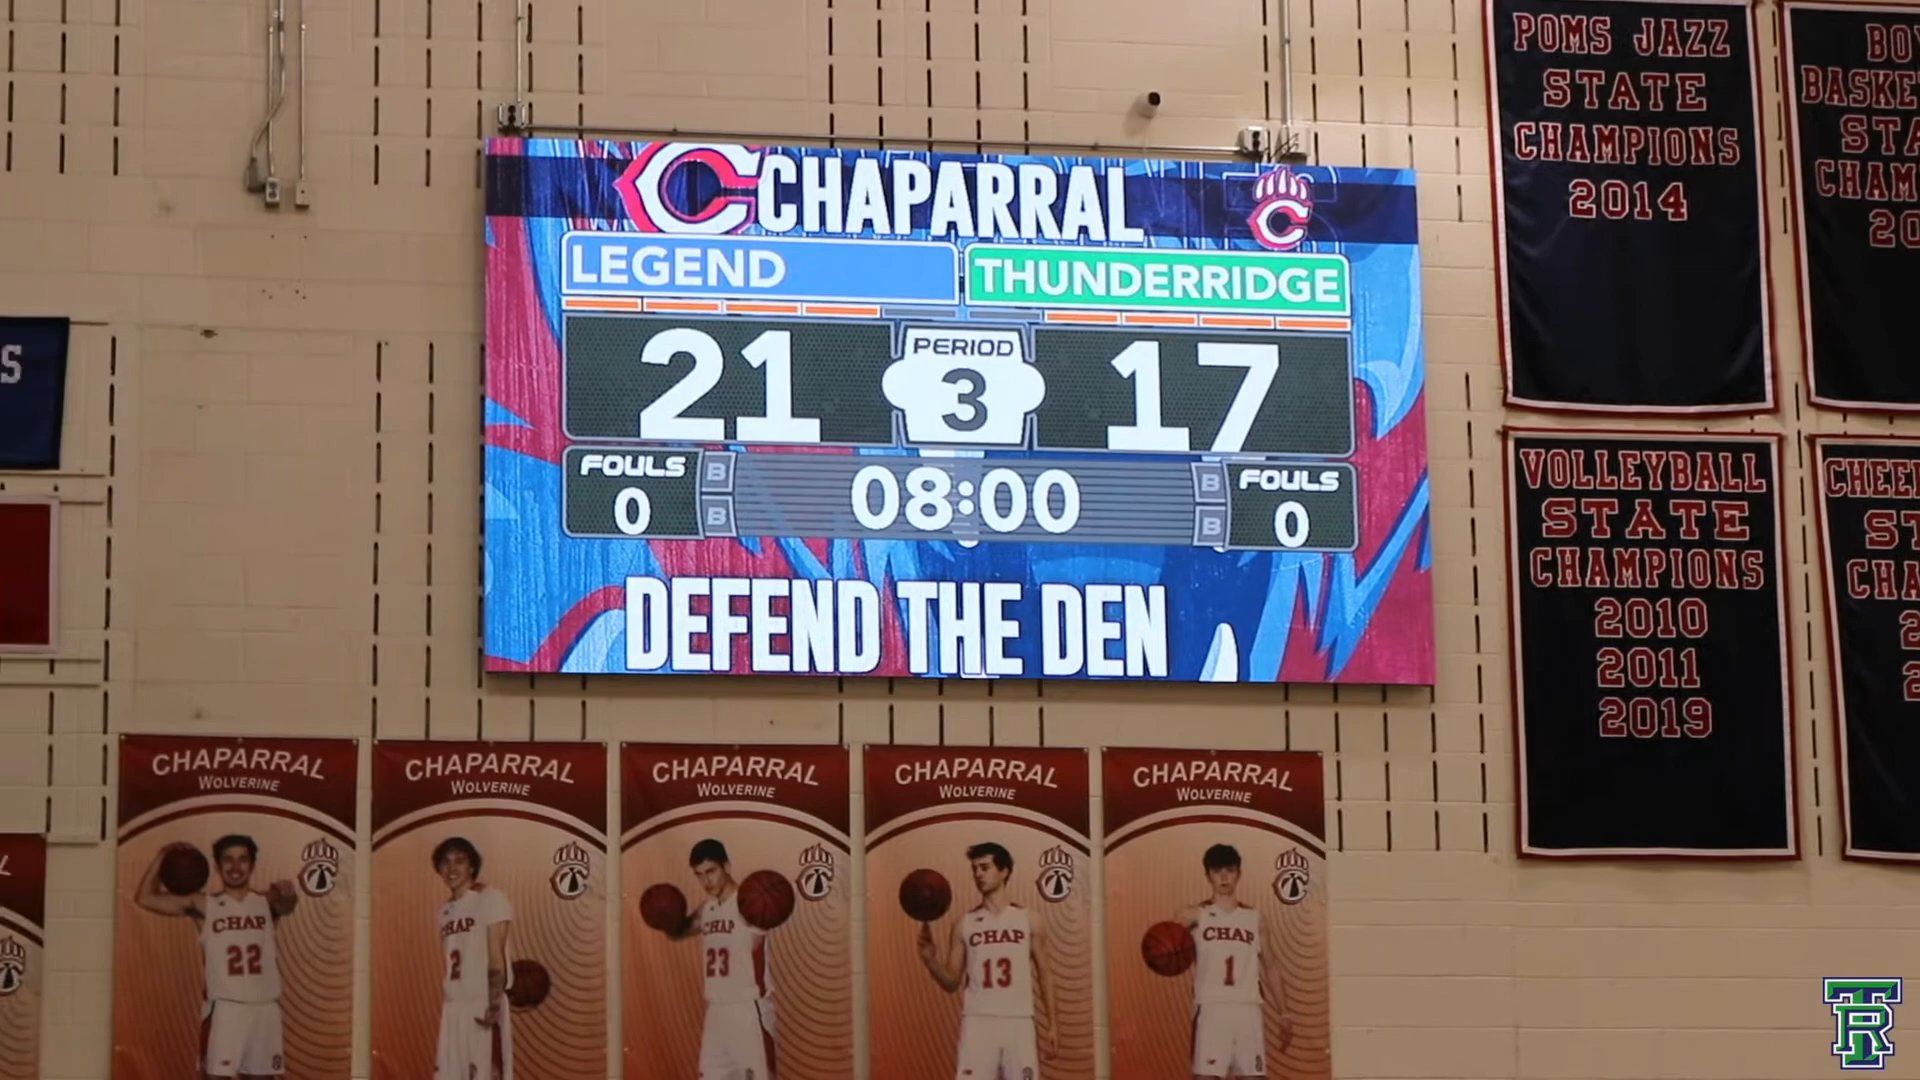 CHAPARRAL
LEGEND
THUNDERRIDGE
21
PERIOD
3
17
FOULS
0
B
B
08:00
B
B
FOULS
0
DEFEND THE DEN
POMS JAZZ
STATE
CHAMPIONS
2014
VOLLEYBALL
STATE
CHAMPIONS
2010
2011
2019
S
CHAPARRAL
WOLVERINE
CHAP
22
CHAPARRAL
WOLVERINE
CHAP
2
CHAPARRAL
WOLVERINE
CHAP
23
CHAPARRAL
WOLVERINE
CHAP
13
CHAPARRAL
WOLVERINE
CHAP
1
TR